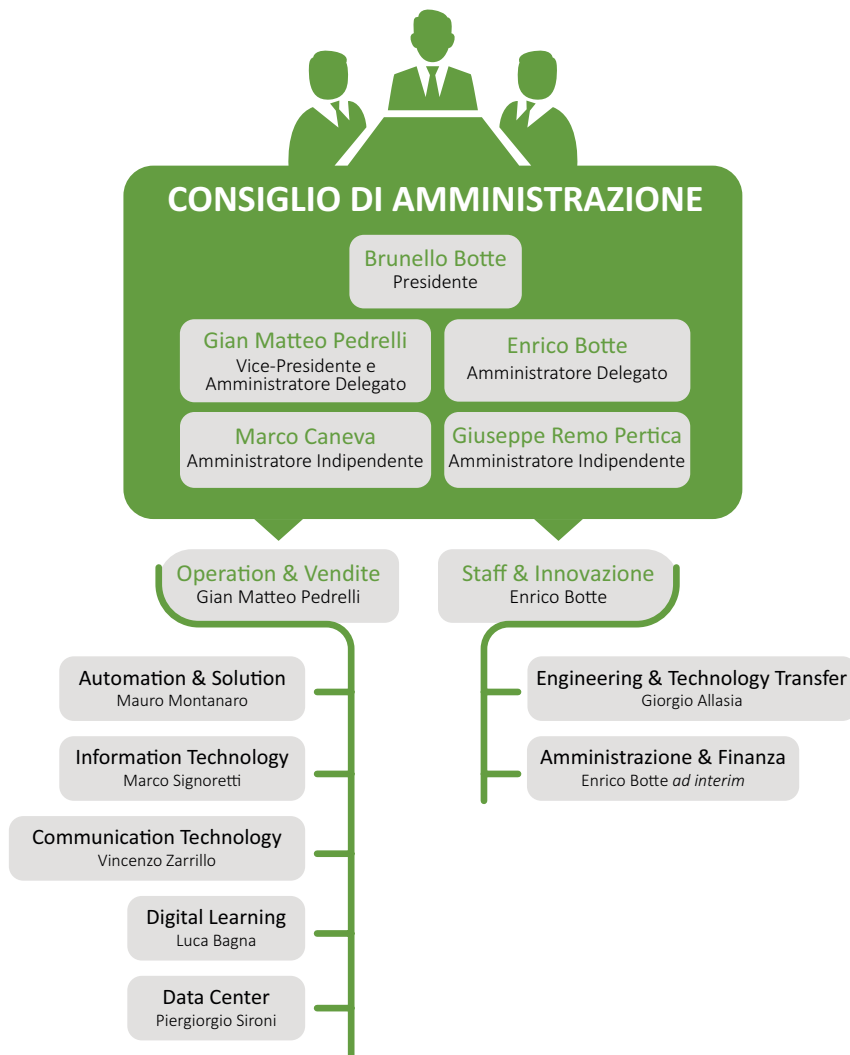 CONSIGLIO DI AMMINISTRAZIONE
Brunello Botte
Presidente
Gian Matteo Pedrelli
Vice-Presidente e
Amministratore Delegato
Enrico Botte
Amministratore Delegato
Marco Caneva
Amministratore Indipendente
Giuseppe Remo Pertica
Amministratore Indipendente
Operation & Vendite
Gian Matteo Pedrelli
Staff & Innovazione
Enrico Botte
Automation & Solution
Mauro Montanaro
Information Technology
Marco Signoretti
Communication Technology
Vincenzo Zarrillo
Digital Learning
Luca Bagna
Data Center
Piergiorgio Sironi
Engineering & Technology Transfer
Giorgio Allasia
Amministrazione & Finanza
Enrico Botte ad interim